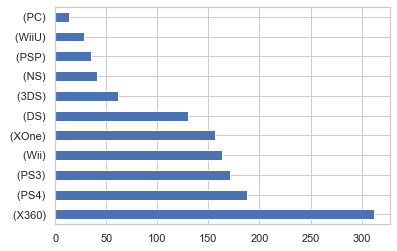 (PC)
(WiiU)
(PSP)
(NS)
(3DS)
(DS)
(XOne)
(Wii)
(PS3)
(PS4)
(X360)
0 50 100 150 200 250 300